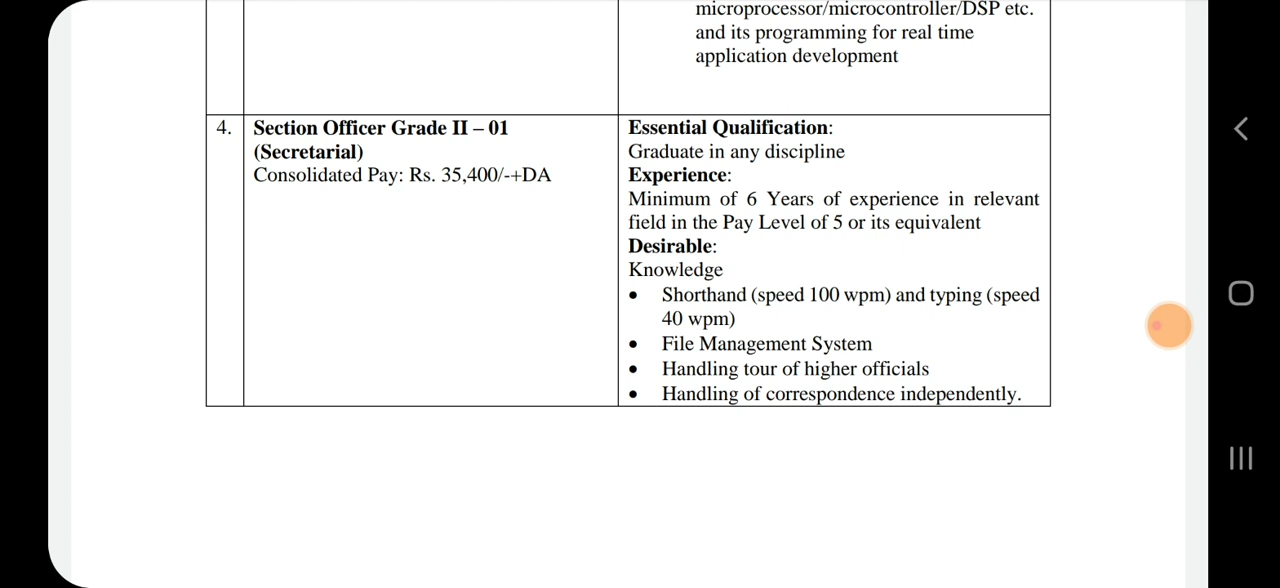 microprocessor/microcontroller/DSP etc.
and its programming for real time
application development
4.
Section Officer Grade II – 01
(Secretarial)
Consolidated Pay: Rs. 35,400/-+DA
Essential Qualification:
Graduate in any discipline
Experience:
Minimum of 6 Years of experience in relevant
field in the Pay Level of 5 or its equivalent
Desirable:
Knowledge
• Shorthand (speed 100 wpm) and typing (speed
40 wpm)
• File Management System
• Handling tour of higher officials
• Handling of correspondence independently.